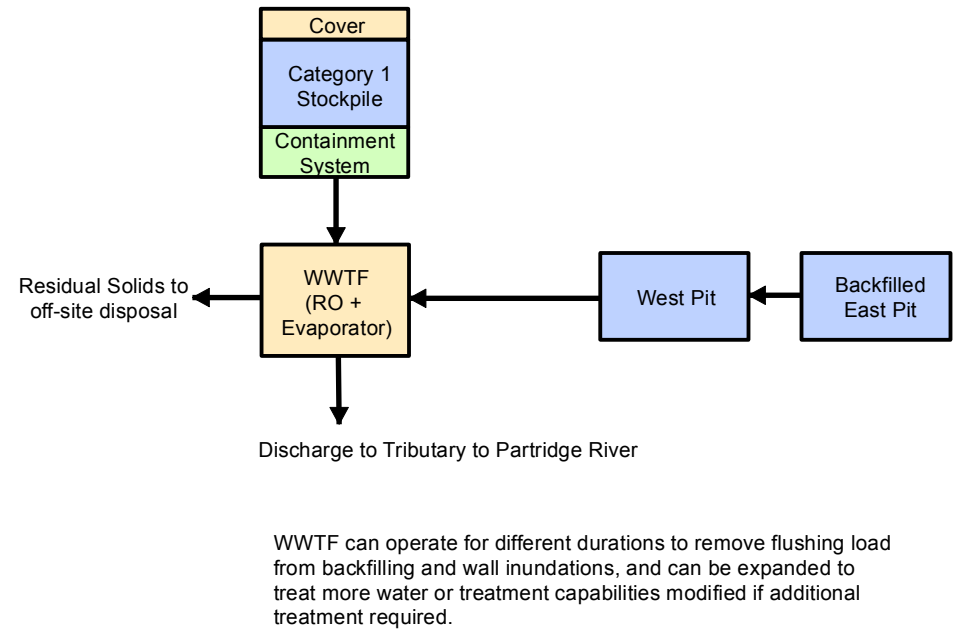 Cover
Category 1
Stockpile
Containment
System
Residual Solids to
off-site disposal
WWTF
(RO +
Evaporator)
West Pit
Backfilled
East Pit
Discharge to Tributary to Partridge River
WWTF can operate for different durations to remove flushing load
from backfilling and wall inundations, and can be expanded to
treat more water or treatment capabilities modified if additional
treatment required.